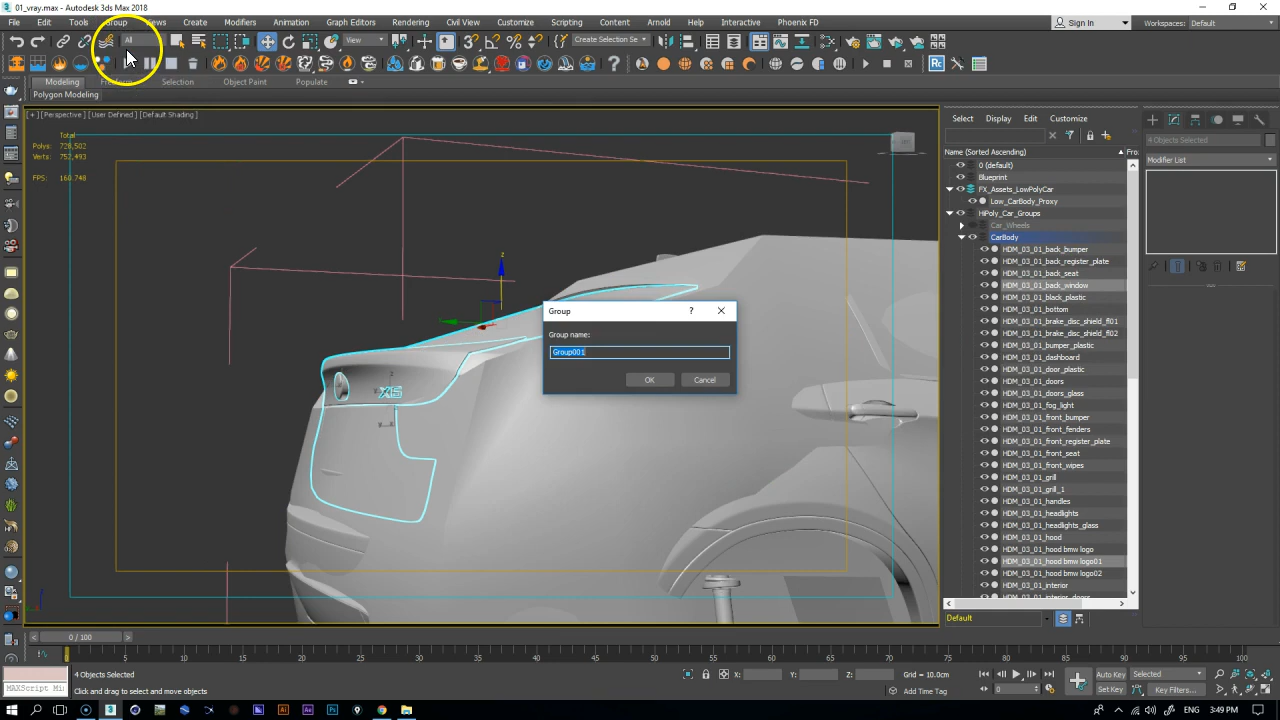 01_vray.max - Autodesk 3ds Max 2018
File Edit Tools Group Views Create Modifiers Animation Graph Editors Rendering Civil View Customize Scripting Content Arnold Help Interactive Phoenix FD
Sign In
Workspaces: Default
All
View
Create Selection Se
Modeling Freeform Selection Object Paint Populate
Polygon Modeling
[+] [Perspective] [User Defined] [Default Shading]
Total
Polys: 728,502
Verts: 752,493
FPS: 160.748
Group
?
Group name:
Group001
OK Cancel
X6
Select Display Edit Customize
Name (Sorted Ascending)
Fro
0 (default)
Blueprint
FX_Assets_LowPolyCar
Low_CarBody_Proxy
HiPoly_Car_Groups
Car_Wheels
CarBody
HDM_03_01_back_bumper
HDM_03_01_back_register_plate
HDM_03_01_back_seat
HDM_03_01_back_window
HDM_03_01_black_plastic
HDM_03_01_bottom
HDM_03_01_brake_disc_shield_fl01
HDM_03_01_brake_disc_shield_fl02
HDM_03_01_bumper_plastic
HDM_03_01_dashboard
HDM_03_01_door_plastic
HDM_03_01_doors
HDM_03_01_doors_glass
HDM_03_01_fog_light
HDM_03_01_front_bumper
HDM_03_01_front_fenders
HDM_03_01_front_register_plate
HDM_03_01_front_seat
HDM_03_01_front_wipes
HDM_03_01_grill
HDM_03_01_grill_1
HDM_03_01_handles
HDM_03_01_headlights
HDM_03_01_headlights_glass
HDM_03_01_hood
HDM_03_01_hood bmw logo
HDM_03_01_hood bmw logo01
HDM_03_01_hood bmw logo02
HDM_03_01_interior
HDM_03_01_interior_doors
Default
4 Objects Selected
Modifier List
0 / 100
0 5 10 15 20 25 30 35 40 45 50 55 60 65 70 75 80 85 90 95 100
MAXScript Mi
4 Objects Selected
Click and drag to select and move objects
X: Y: Z: Grid = 10.0cm
Add Time Tag
0
Auto Key Selected
Set Key Key Filters...
ENG 3:49 PM